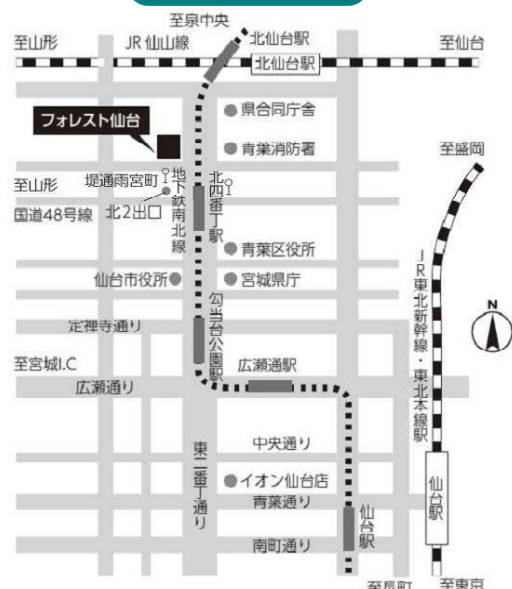 至泉中央
至山形
JR 仙山線
北仙台駅
北仙台駅
至仙台
県合同庁舎
フォレスト仙台
青葉消防署
至盛岡
堤通雨宮町
地下鉄南北線
北四番丁駅
至山形
国道48号線
北2出口
青葉区役所
仙台市役所
宮城県庁
JR東北新幹線・東北本線駅
N
定禅寺通り
勾当台公園駅
至宮城I.C
広瀬通駅
広瀬通り
中央通り
東二番丁通り
イオン仙台店
青葉通り
仙台駅
仙台駅
南町通り
至長町
至東京